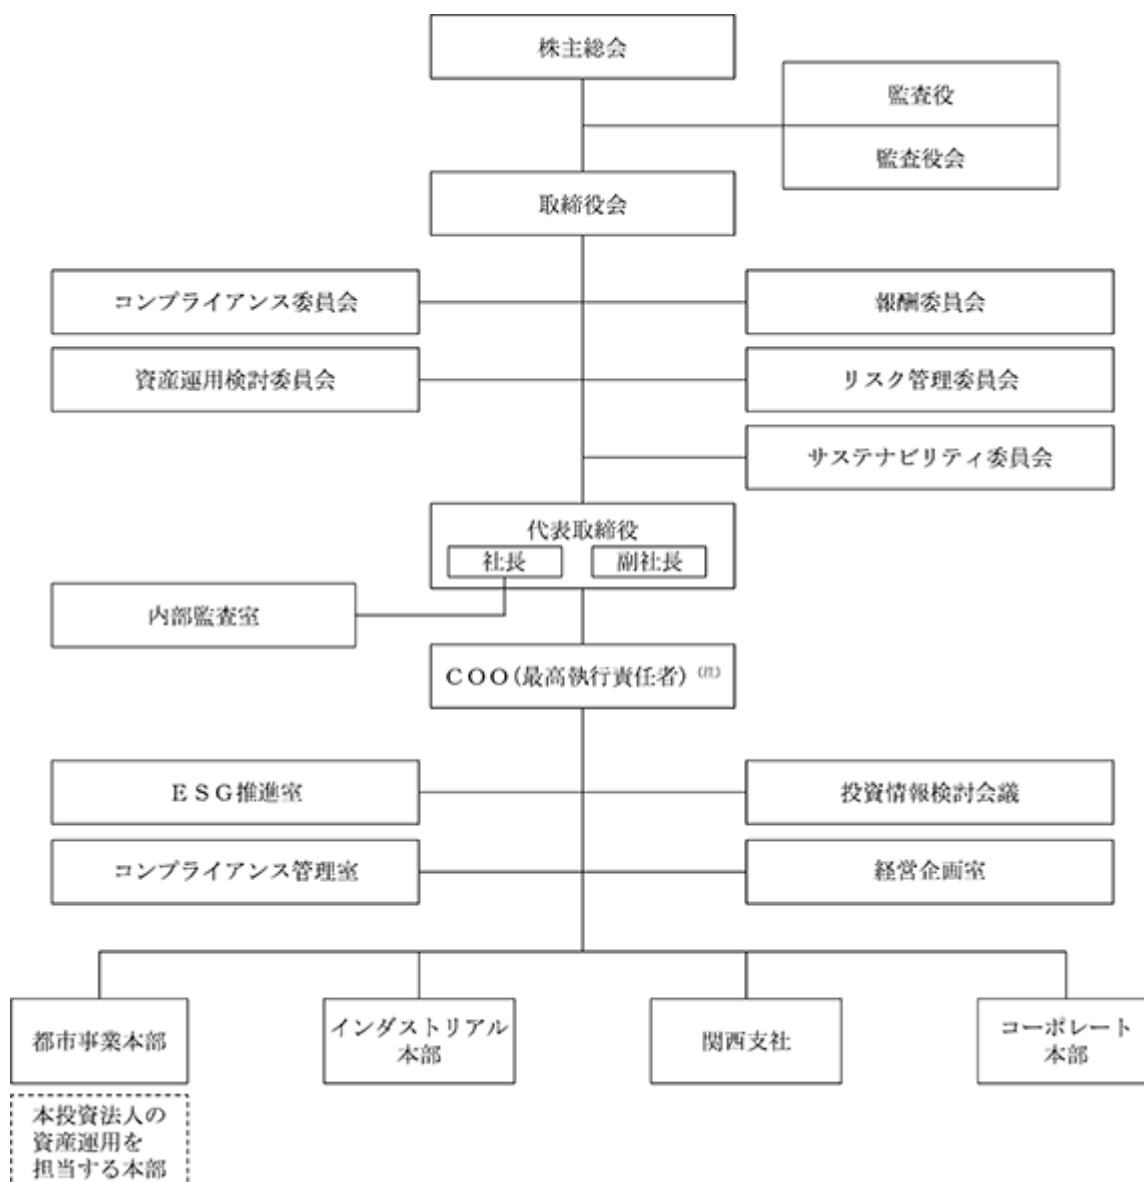 株主総会
監査役
監査役会
取締役会
コンプライアンス委員会
報酬委員会
資産運用検討委員会
リスク管理委員会
サステナビリティ委員会
代表取締役
社長
副社長
内部監査室
ＣＯＯ(最高執行責任者)（注）
ＥＳＧ推進室
投資情報検討会議
コンプライアンス管理室
経営企画室
都市事業本部
インダストリアル
本部
関西支社
コーポレート
本部
本投資法人の
資産運用を
担当する本部